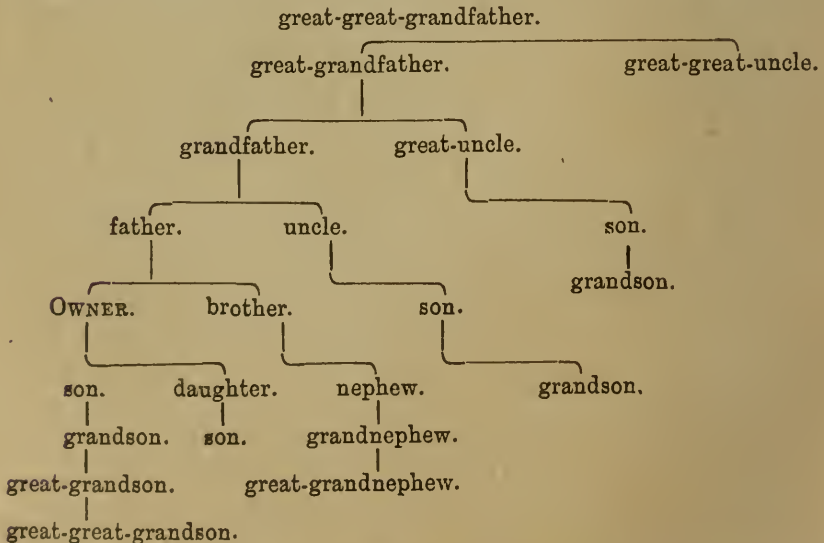 great-great-grandfather.
great-grandfather. great-great-uncle.
grandfather. great-uncle.
father. uncle. son.
grandson.
OWNER. brother. son.
son. daughter. nephew. grandson.
grandson. son. grandnephew.
great-grandson. great-grandnephew.
great-great-grandson.